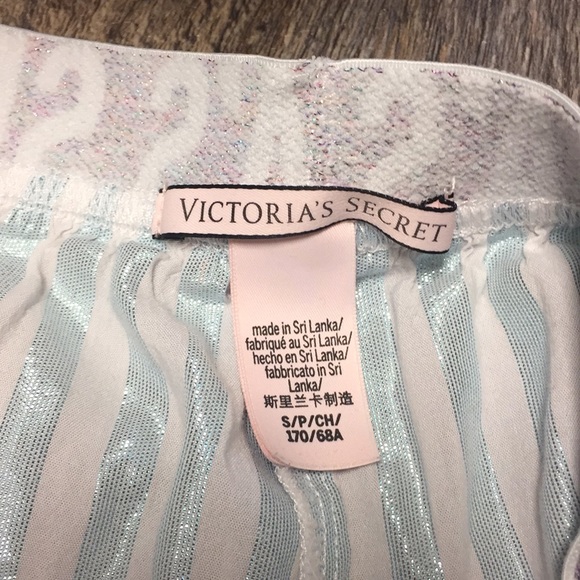 VICTORIA'S SECRET
made in Sri Lanka/
fabriqué au Sri Lanka/
hecho en Sri Lanka/
fabbricato in Sri
Lanka/
斯里兰卡制造
S/P/CH/
170/68A